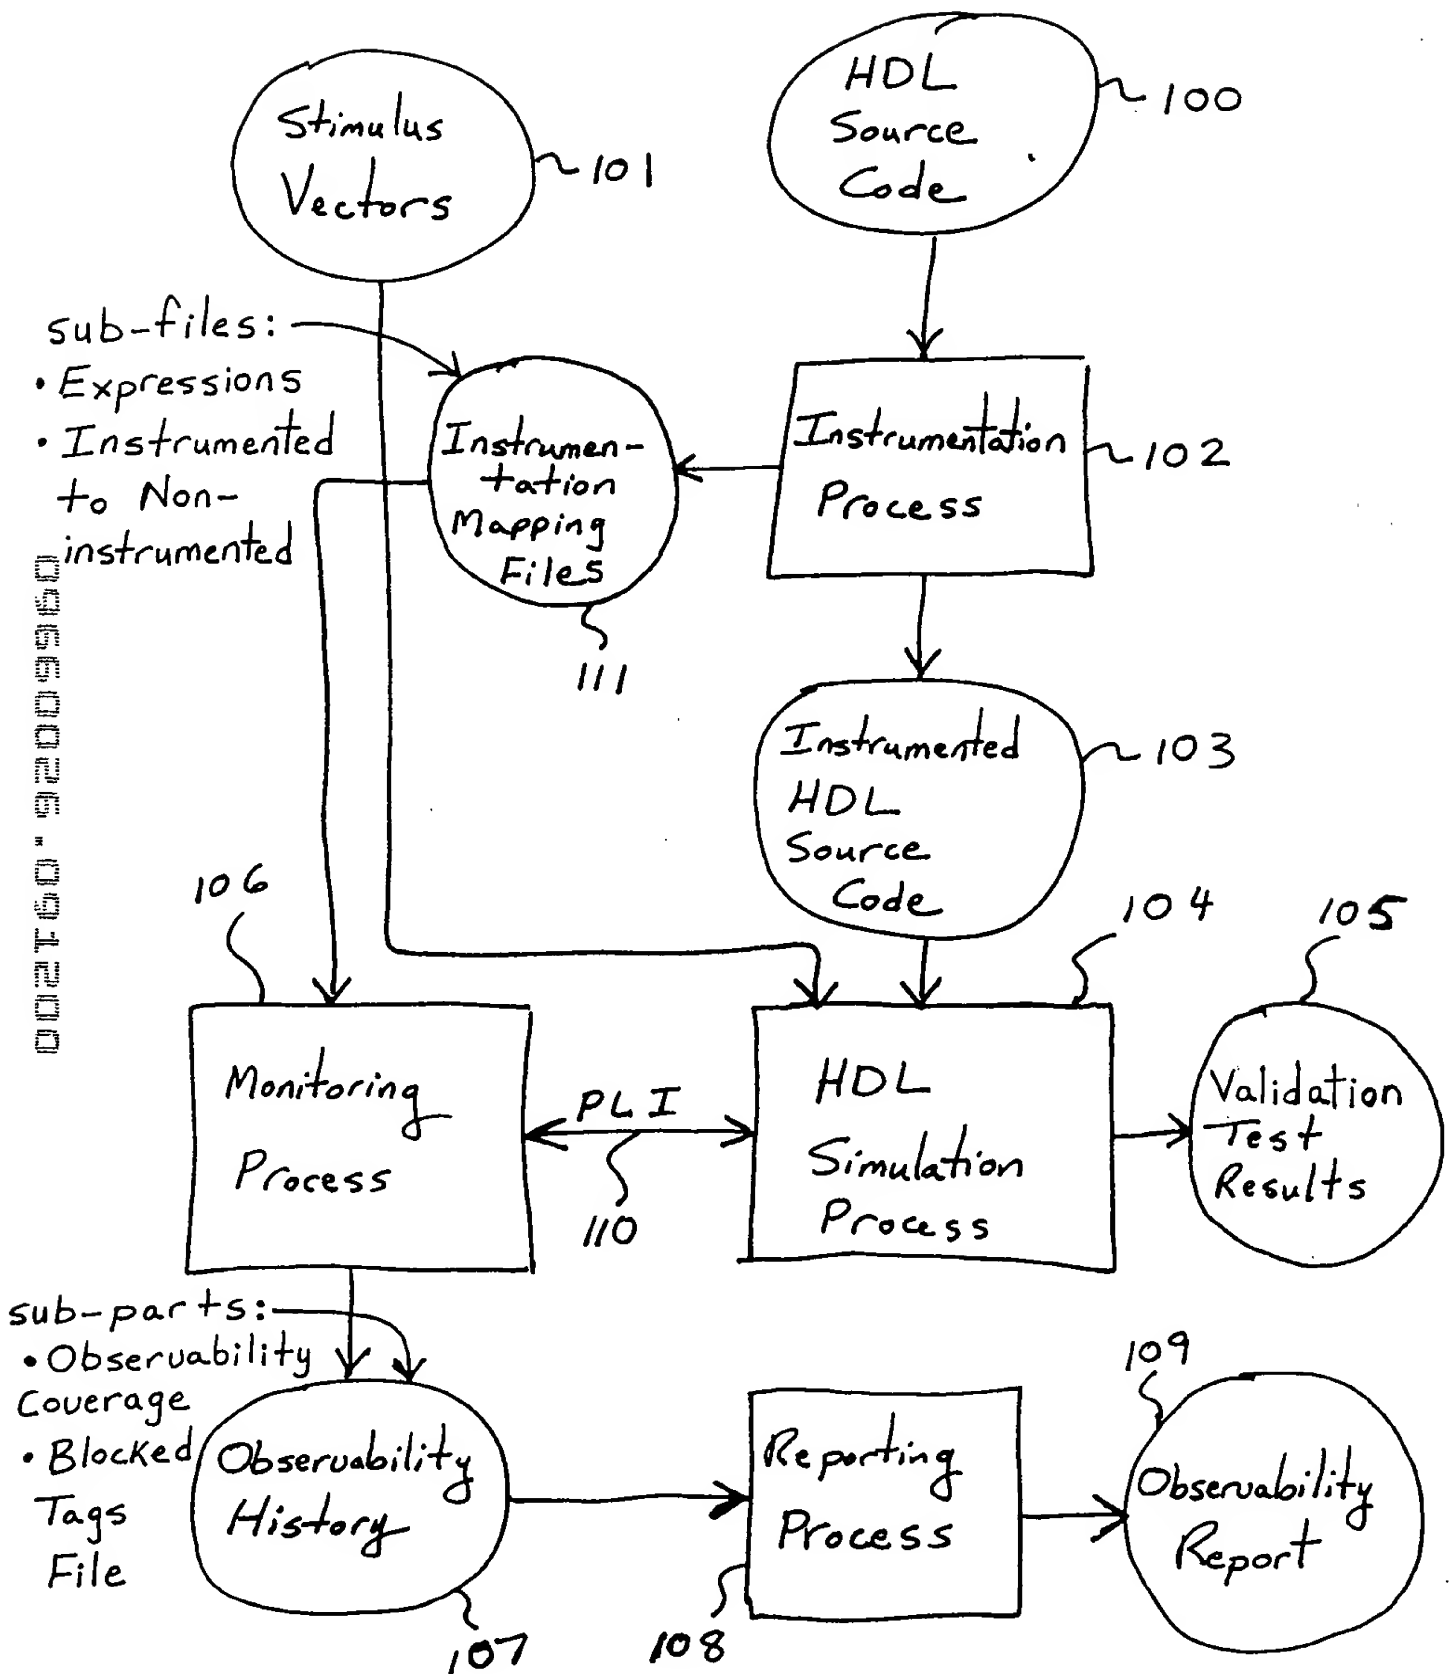 HDL
Source
Code
100
Stimulus
Vectors
101
sub-files:
• Expressions
• Instrumented
to Non-
instrumented
Instrumen-
tation
Mapping
Files
111
Instrumentation
Process
102
Instrumented
HDL
Source
Code
103
09660026.091200
106
Monitoring
Process
PLI
110
104
HDL
Simulation
Process
105
Validation
Test
Results
sub-parts:
• Observability
Coverage
• Blocked
Tags
File
Observability
History
107
Reporting
Process
108
109
Observability
Report